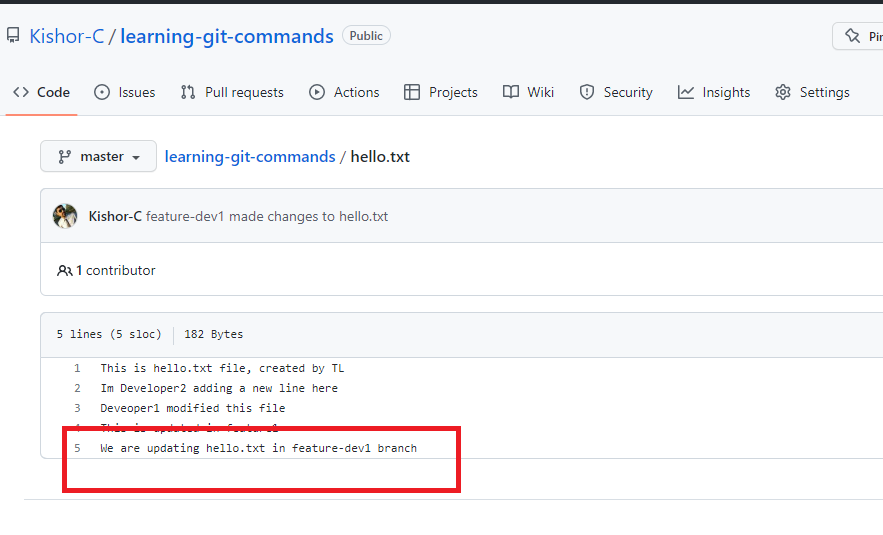 Kishor-C / learning-git-commands Public Pin
Code Issues Pull requests Actions Projects Wiki Security Insights Settings
master learning-git-commands / hello.txt
Kishor-C feature-dev1 made changes to hello.txt
1 contributor
5 lines (5 sloc) 182 Bytes
1 This is hello.txt file, created by TL
2 Im Developer2 adding a new line here
3 Deveoper1 modified this file
4 This is updated in feature1
5 We are updating hello.txt in feature-dev1 branch